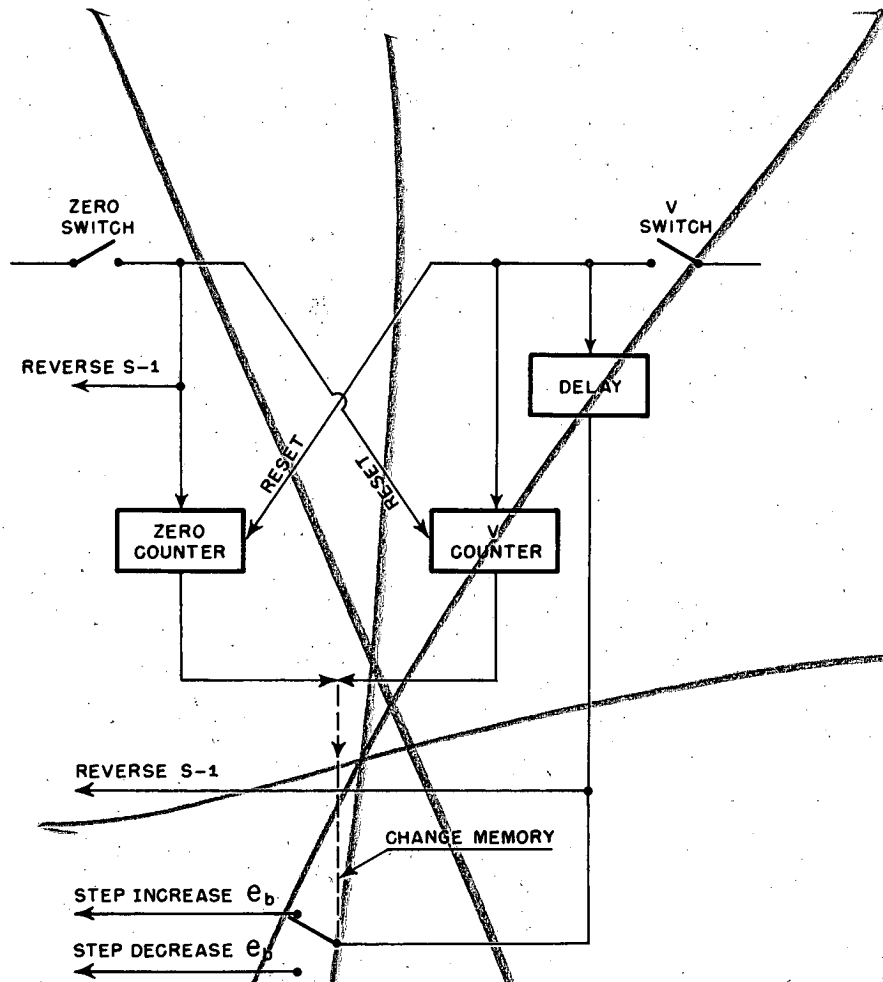 ZERO
SWITCH
V
SWITCH
REVERSE S-1
DELAY
RESET
RESET
ZERO
COUNTER
V
COUNTER
REVERSE S-1
CHANGE MEMORY
STEP INCREASE eb
STEP DECREASE eb